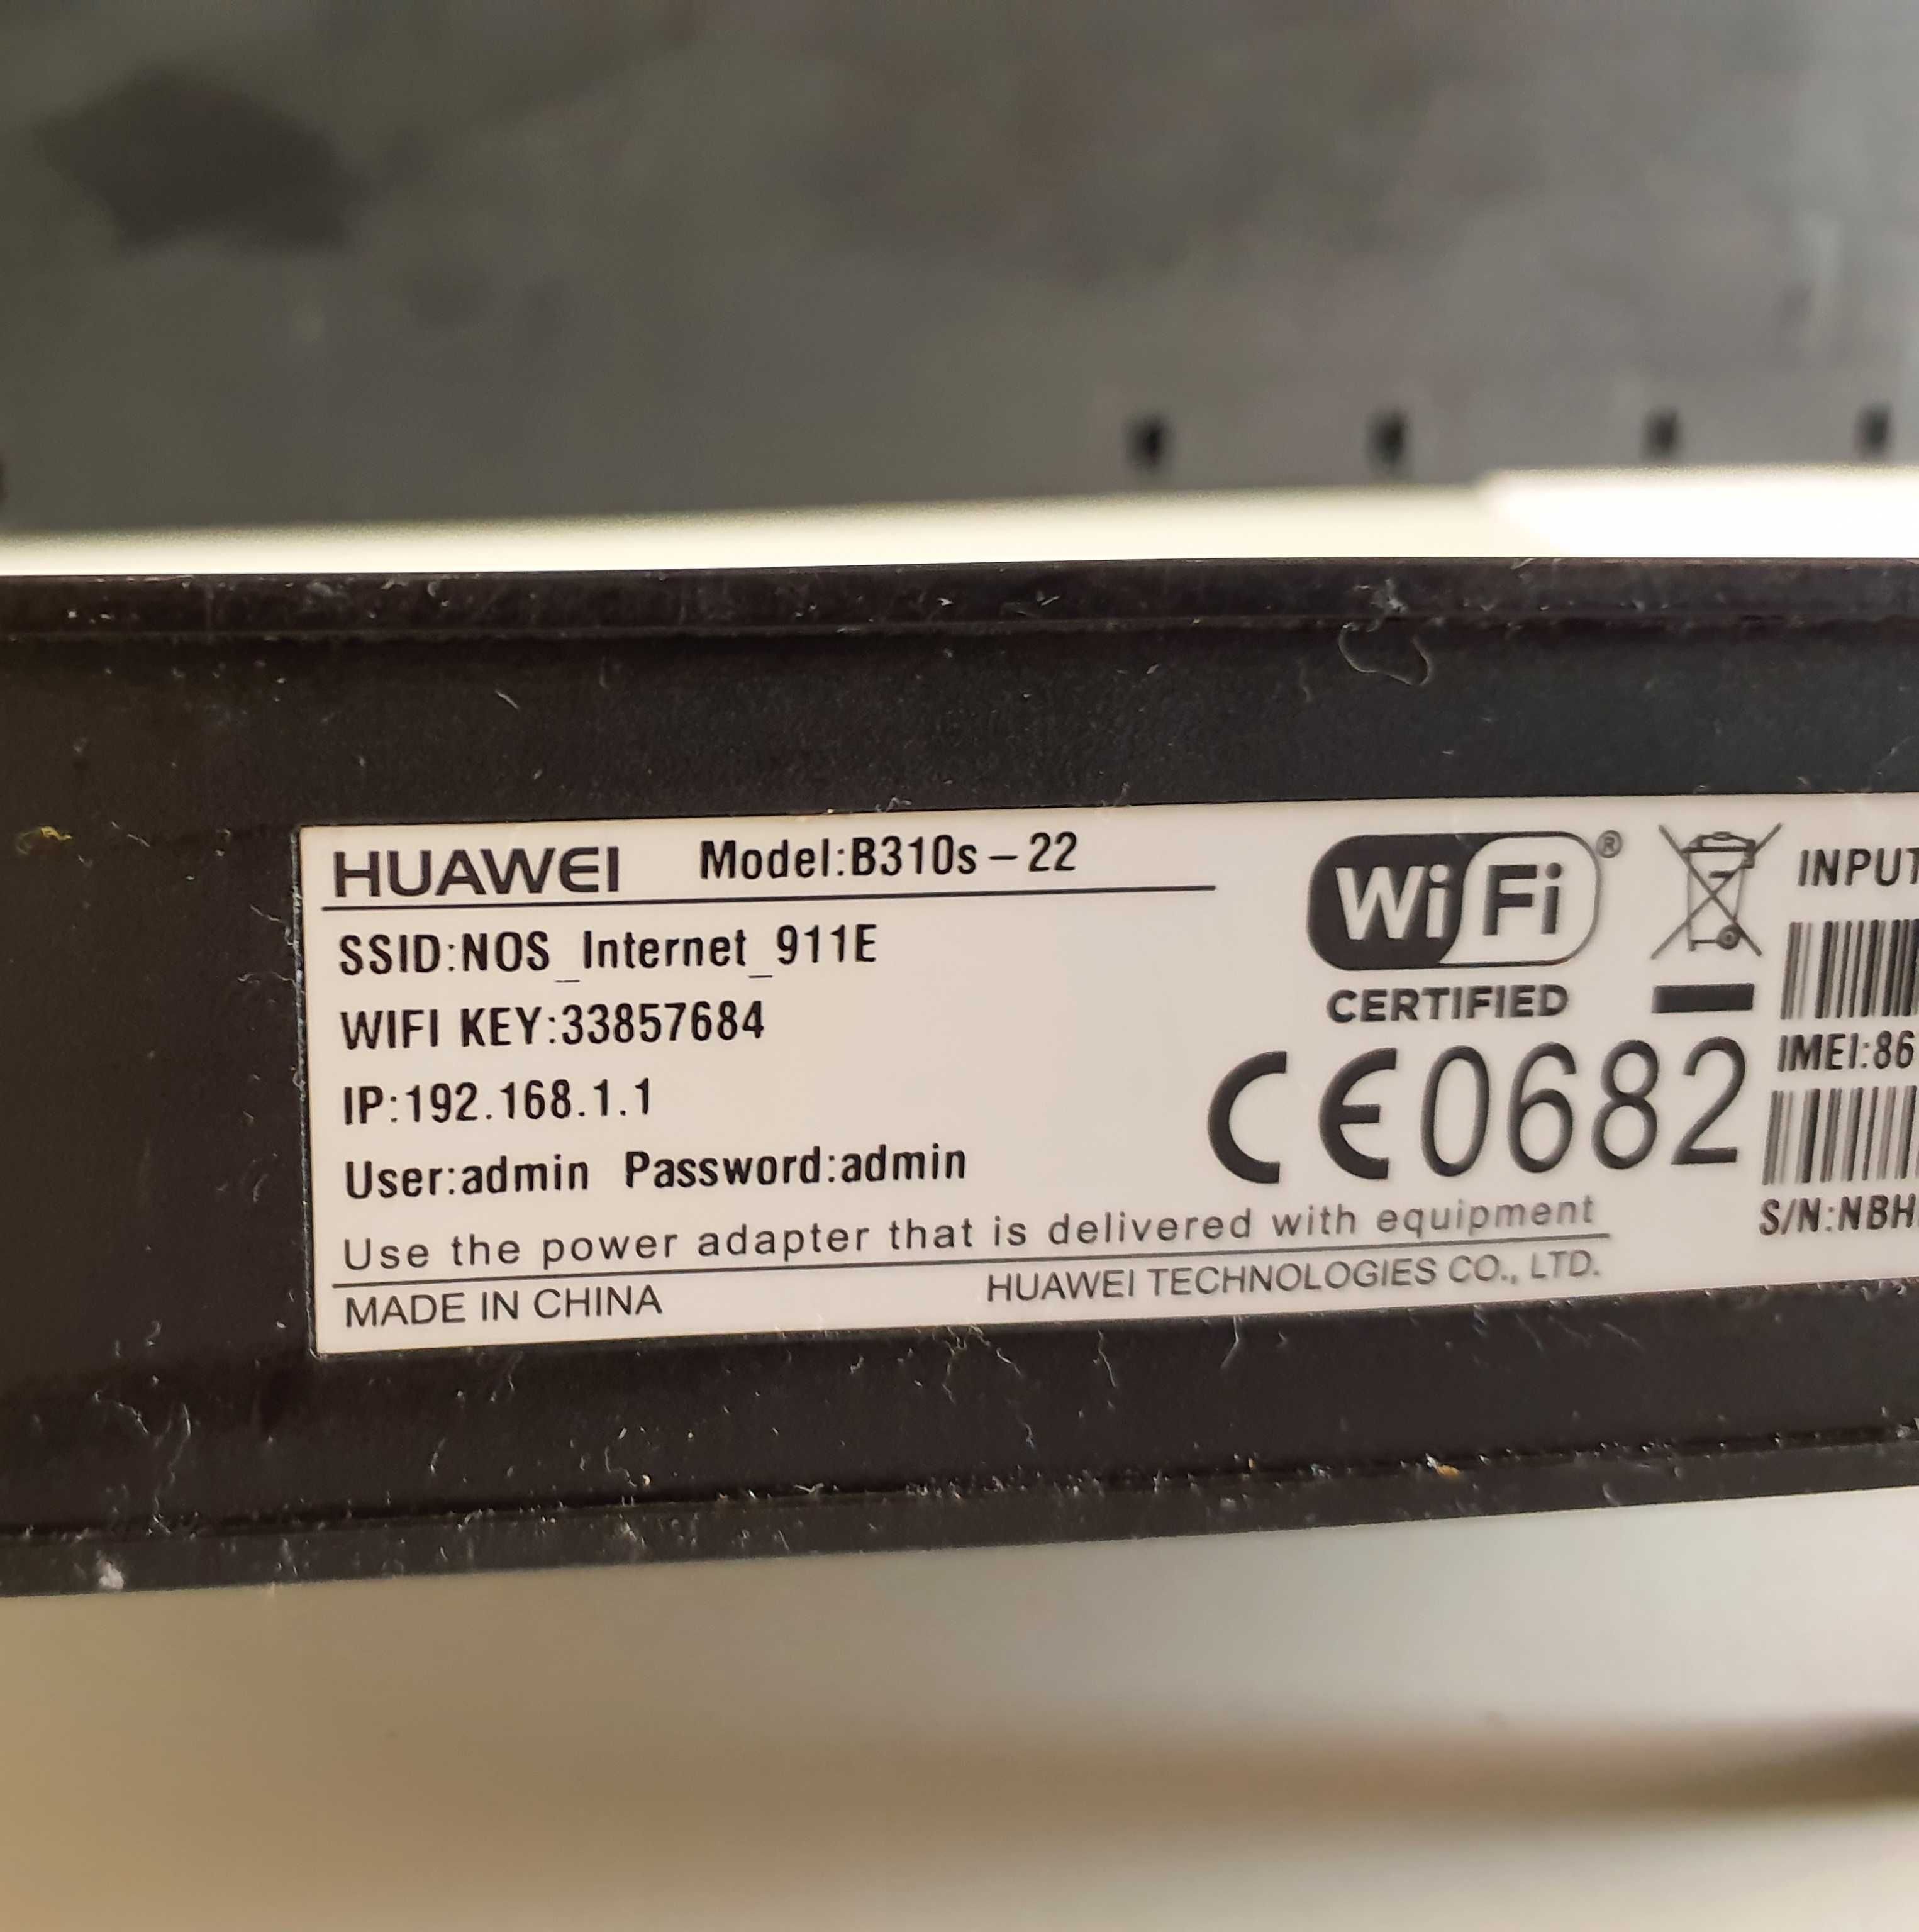 HUAWEI Model:B310s-22
SSID:NOS_Internet_911E
WIFI KEY:33857684
IP:192.168.1.1
User:admin Password:admin
Use the power adapter that is delivered with equipment
MADE IN CHINA HUAWEI TECHNOLOGIES CO., LTD.
WiFi®
CERTIFIED
CE0682
INPUT
IMEI:86
S/N:NBH